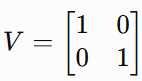 V = [1 0
0 1]